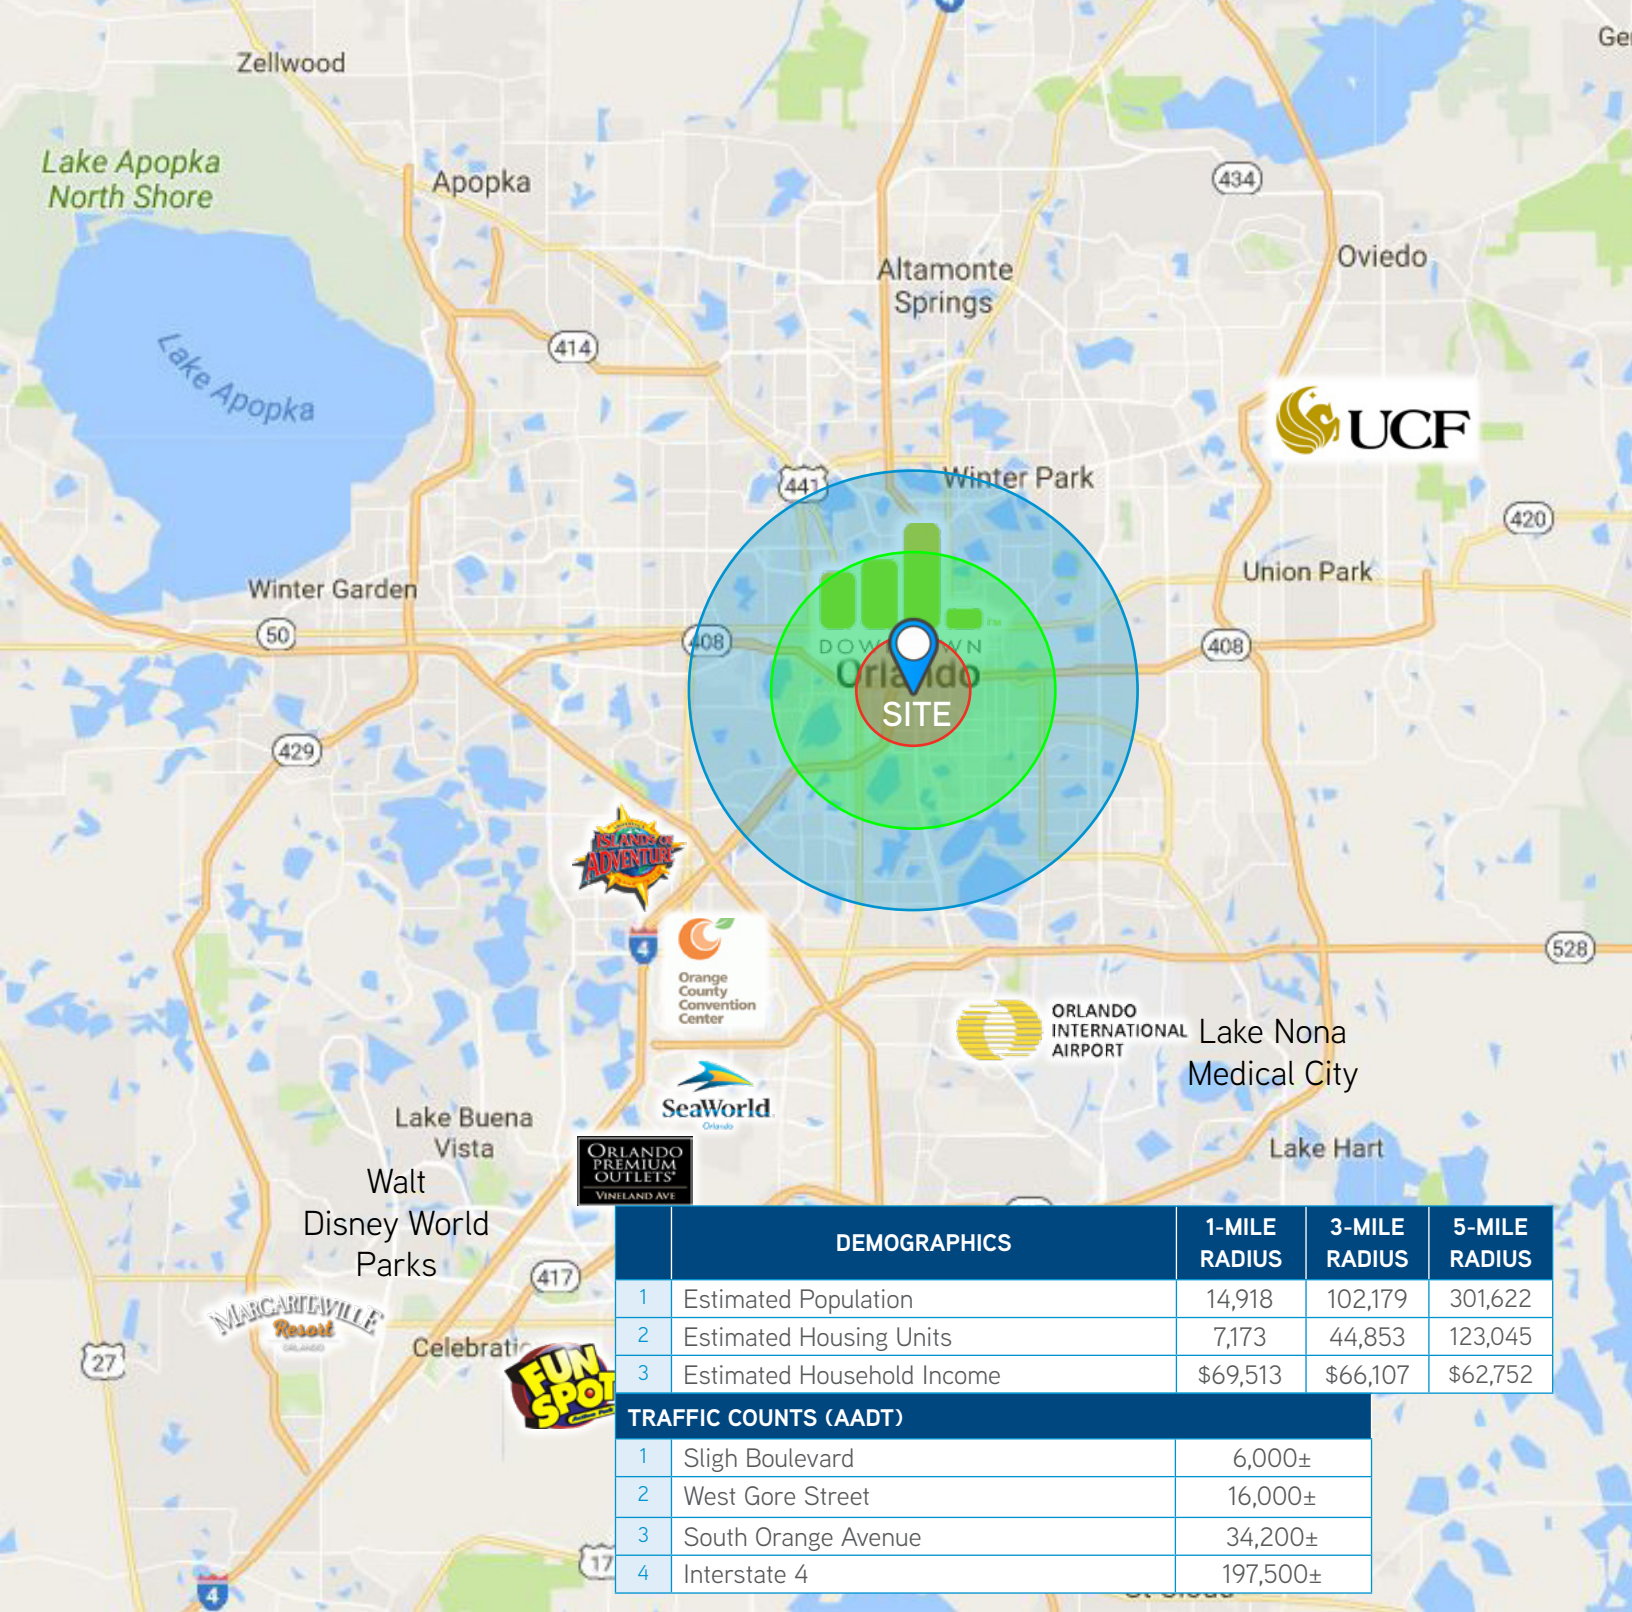 Zellwood
Lake Apopka
North Shore
Apopka
434
Oviedo
Altamonte
Springs
414
Lake Apopka
UCF
441
Winter Park
420
Winter Garden
Union Park
50
408
408
DOWNTOWN
Orlando
SITE
429
ISLANDS OF
ADVENTURE
4
Orange
County
Convention
Center
528
ORLANDO
INTERNATIONAL
AIRPORT
Lake Nona
Medical City
SeaWorld
Orlando
Lake Buena
Vista
Lake Hart
ORLANDO
PREMIUM
OUTLETS
VINELAND AVE
Walt
Disney World
Parks
417
MARGARITAVILLE
Resort
ORLANDO
27
FUN
SPOT
DEMOGRAPHICS 1-MILE RADIUS 3-MILE RADIUS 5-MILE RADIUS
1 Estimated Population 14,918 102,179 301,622
2 Estimated Housing Units 7,173 44,853 123,045
3 Estimated Household Income $69,513 $66,107 $62,752
TRAFFIC COUNTS (AADT)
1 Sligh Boulevard 6,000±
2 West Gore Street 16,000±
3 South Orange Avenue 34,200±
4 Interstate 4 197,500±
17
4